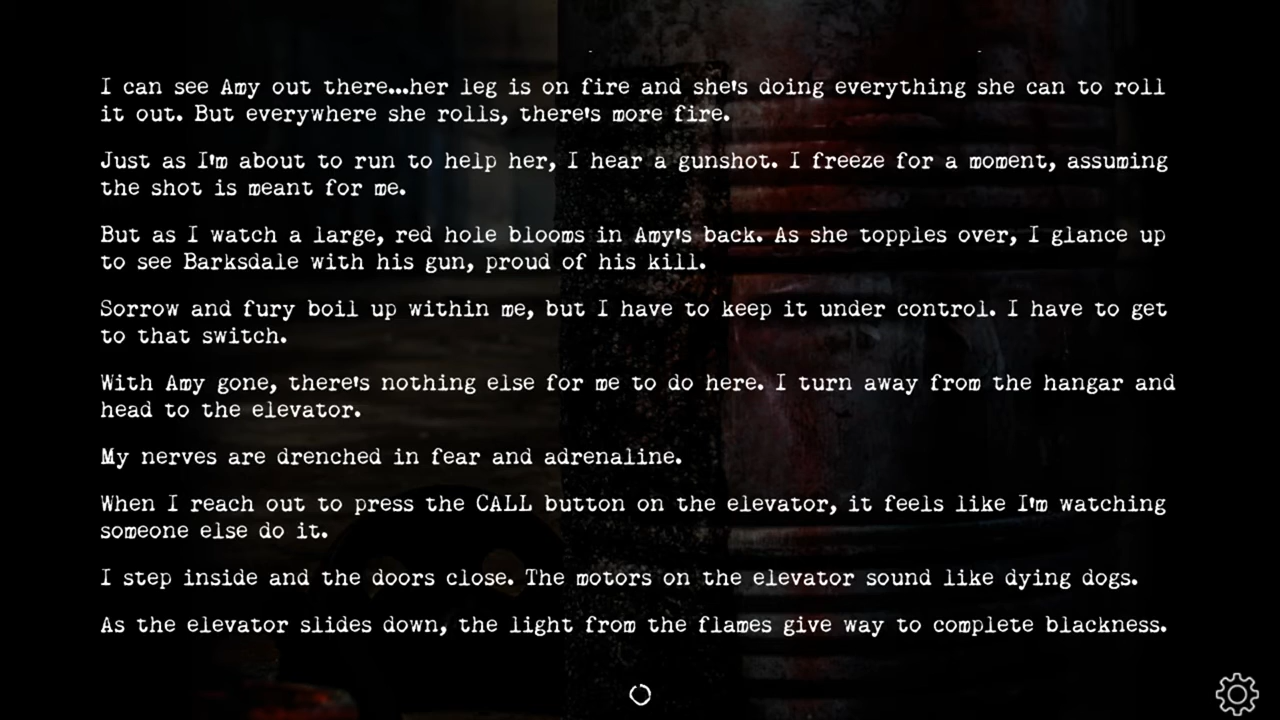 I can see Amy out there...her leg is on fire and she's doing everything she can to roll
it out. But everywhere she rolls, there's more fire.
Just as I'm about to run to help her, I hear a gunshot. I freeze for a moment, assuming
the shot is meant for me.
But as I watch a large, red hole blooms in Amy's back. As she topples over, I glance up
to see Barksdale with his gun, proud of his kill.
Sorrow and fury boil up within me, but I have to keep it under control. I have to get
to that switch.
With Amy gone, there's nothing else for me to do here. I turn away from the hangar and
head to the elevator.
My nerves are drenched in fear and adrenaline.
When I reach out to press the CALL button on the elevator, it feels like I'm watching
someone else do it.
I step inside and the doors close. The motors on the elevator sound like dying dogs.
As the elevator slides down, the light from the flames give way to complete blackness.